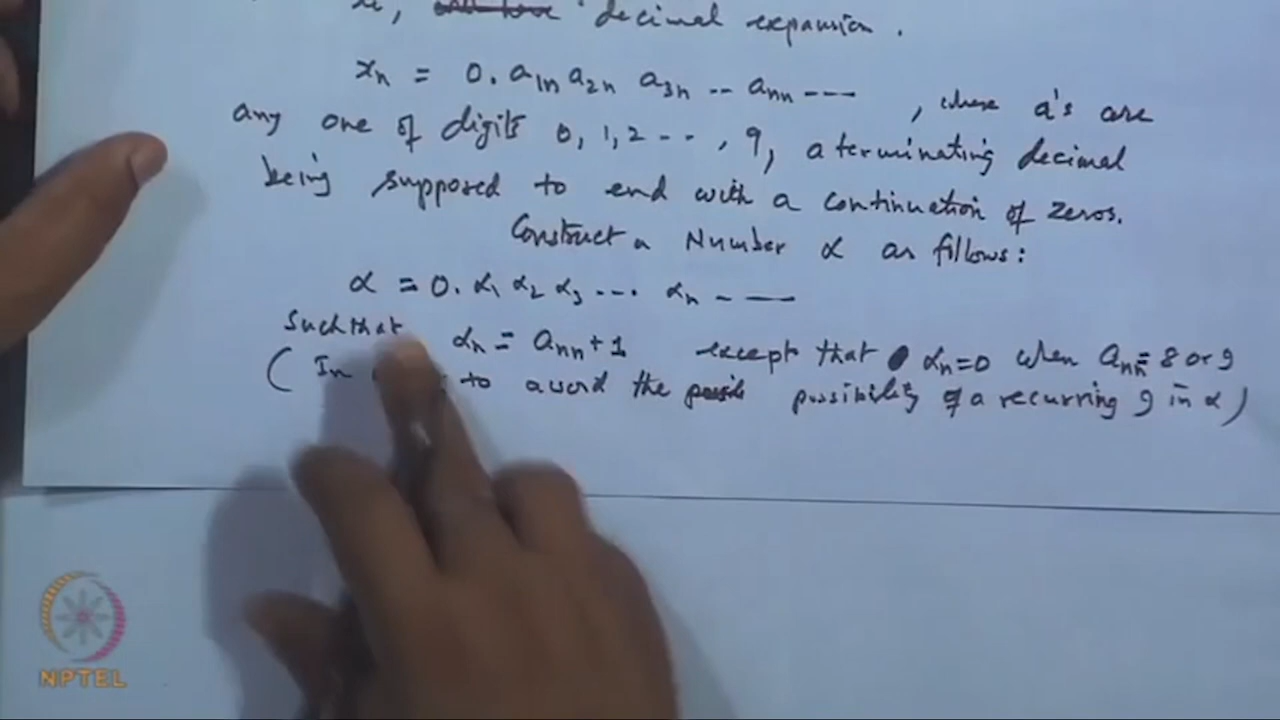 decimal expansion.
xₙ = 0. a₁ₙ a₂ₙ a₃ₙ -- aₙₙ --- , where a's are
any one of digits 0, 1, 2 -- , 9, a terminating decimal
being supposed to end with a continuation of zeros.
Construct a Number α as follows:
α = 0. α₁ α₂ α₃ ... αₙ ---
Such that αₙ = aₙₙ+1 except that αₙ=0 when aₙₙ= 8 or 9
( In to avoid the possibility of a recurring 9 in α )
NPTEL